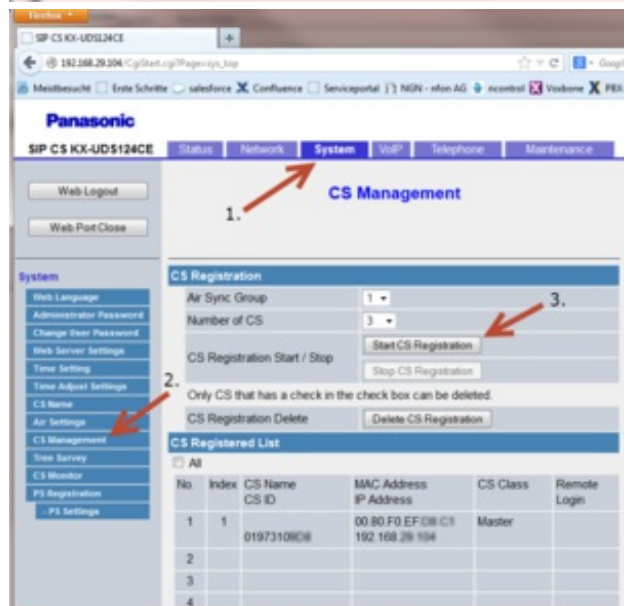 Firefox
SIP CS KX-UDS124CE
192.168.29.104/CgiStart.cgi?Page=sys_top
Meistbesucht Erste Schritte salesforce Confluence Serviceportal NGN - nfon AG ncontrol Voxbone PBX
Panasonic
SIP CS KX-UDS124CE Status Network System VoIP Telephone Maintenance
Web Logout
Web Port Close
1.
CS Management
System
Web Language
Administrator Password
Change User Password
Web Server Settings
Time Setting
Time Adjust Settings
CS Name
Air Settings
CS Management
Tree Survey
CS Monitor
PS Registration
- PS Settings
2.
CS Registration
Air Sync Group 1
Number of CS 3
3.
CS Registration Start / Stop
Start CS Registration
Stop CS Registration
Only CS that has a check in the check box can be deleted.
CS Registration Delete Delete CS Registration
CS Registered List
All
No. Index CS Name MAC Address CS Class Remote
CS ID IP Address Login
1 1 00.80.F0.EF Master
01973108 192.168.29.104
2
3
4